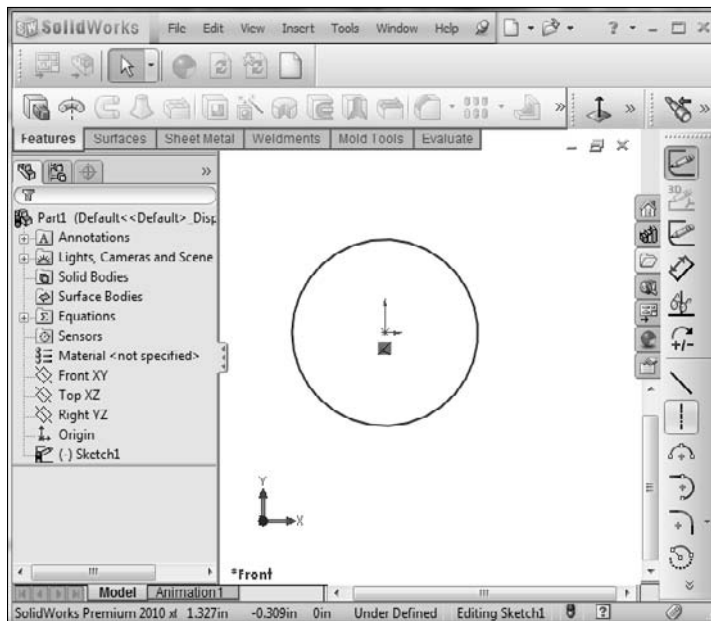 SolidWorks File Edit View Insert Tools Window Help ? - □ ×
» » »
Features Surfaces Sheet Metal Weldments Mold Tools Evaluate
»
3D
+/-
Part1 (Default<<Default>_Disp
A Annotations
Lights, Cameras and Scene
Solid Bodies
Surface Bodies
Σ Equations
Sensors
Material <not specified>
Front XY
Top XZ
Right YZ
Origin
(-) Sketch1
Y
X
*Front
Model Animation1
SolidWorks Premium 2010 x( 1.327in -0.309in 0in Under Defined Editing Sketch1 ?